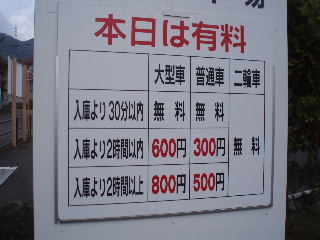 本日は有料
大型車 普通車 二輪車
入庫より30分以内 無料 無料
入庫より2時間以内 600円 300円 無料
入庫より2時間以上 800円 500円